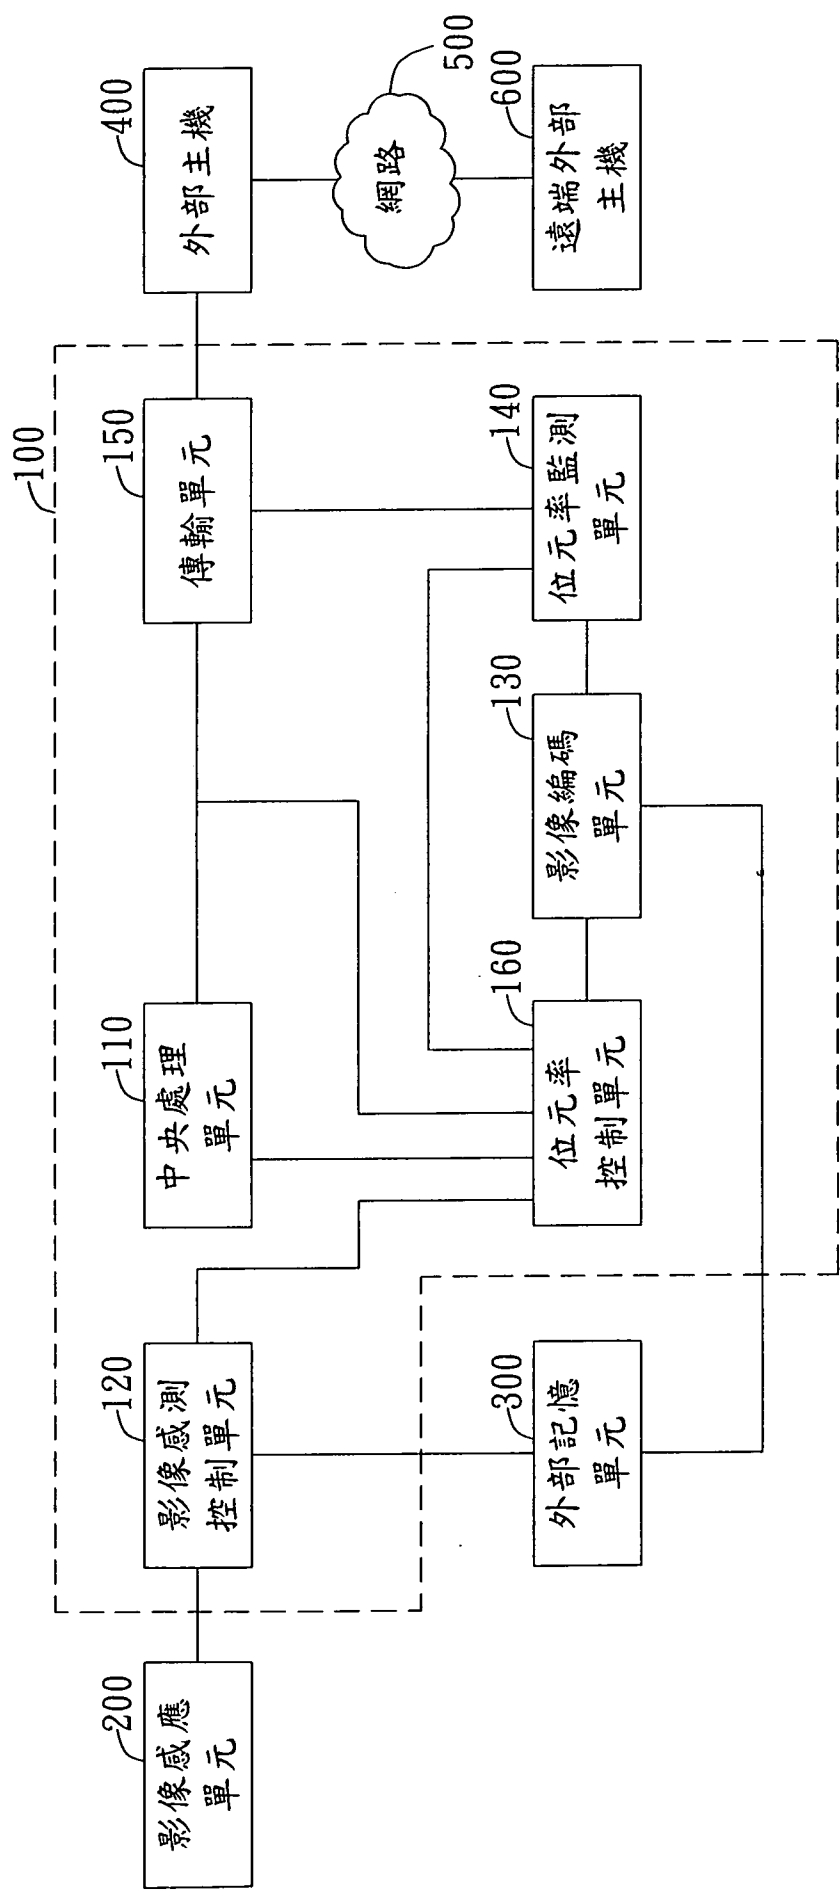 100
200
影像感應
單元
120
影像感測
控制單元
110
中央處理
單元
150
傳輸單元
400
外部主機
500
網路
300
外部記憶
單元
160
位元率
控制單元
130
影像編碼
單元
140
位元率監測
單元
600
遠端外部
主機